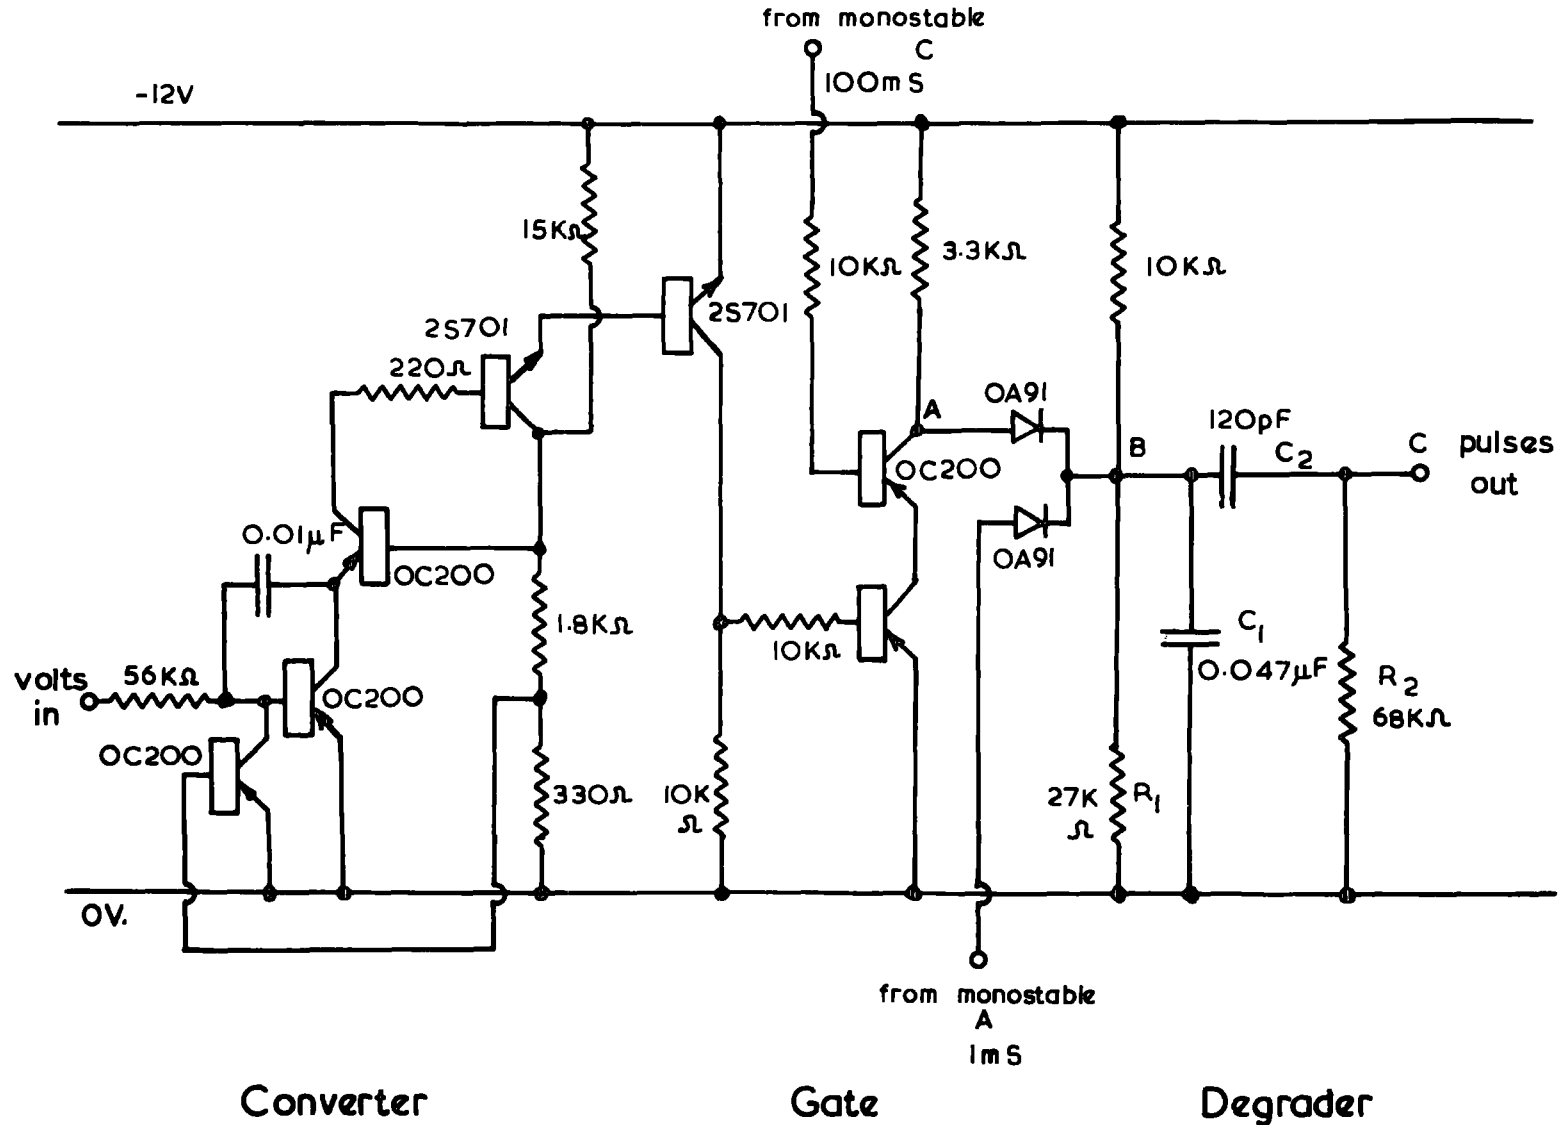 from monostable
C
100mS
-12V
15KΩ
10KΩ
3.3KΩ
10KΩ
2S701
2S701
220Ω
OA91
A
B
120pF
C₂
C pulses
out
OC200
0.01μF
OC200
OA91
1.8KΩ
10KΩ
C₁
0.047μF
R₂
68KΩ
volts
in
56KΩ
OC200
OC200
330Ω
10K
Ω
27K
Ω
R₁
0V.
from monostable
A
1mS
Converter
Gate
Degrader